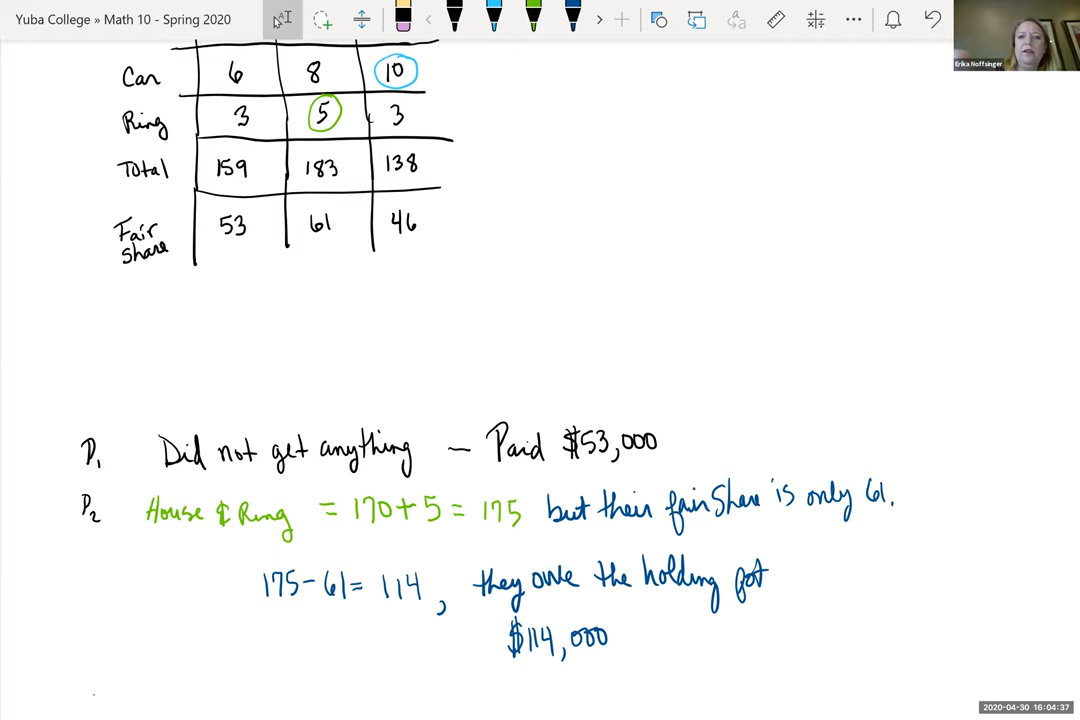 Yuba College » Math 10 - Spring 2020
Erika Noffsinger
Car 6 8 10
Ring 3 5 3
Total 159 183 138
Fair Share 53 61 46
P1 Did not get anything – Paid $53,000
P2 House & Ring = 170+5 = 175 but their fair share is only 61.
175-61= 114, they owe the holding pot
$114,000
2020-04-30 16:04:37